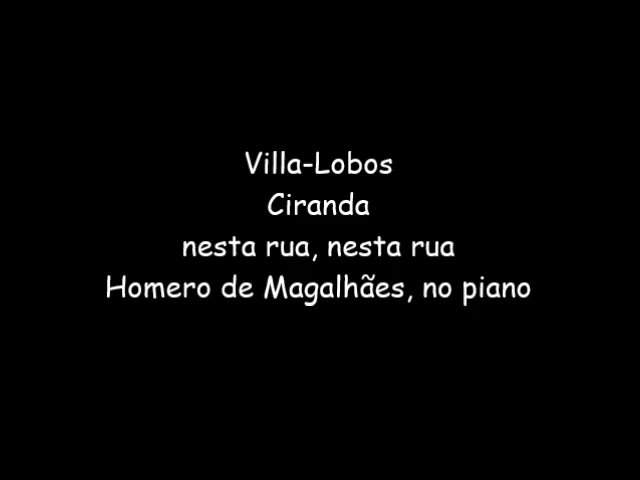 Villa-Lobos
Ciranda
nesta rua, nesta rua
Homero de Magalhães, no piano